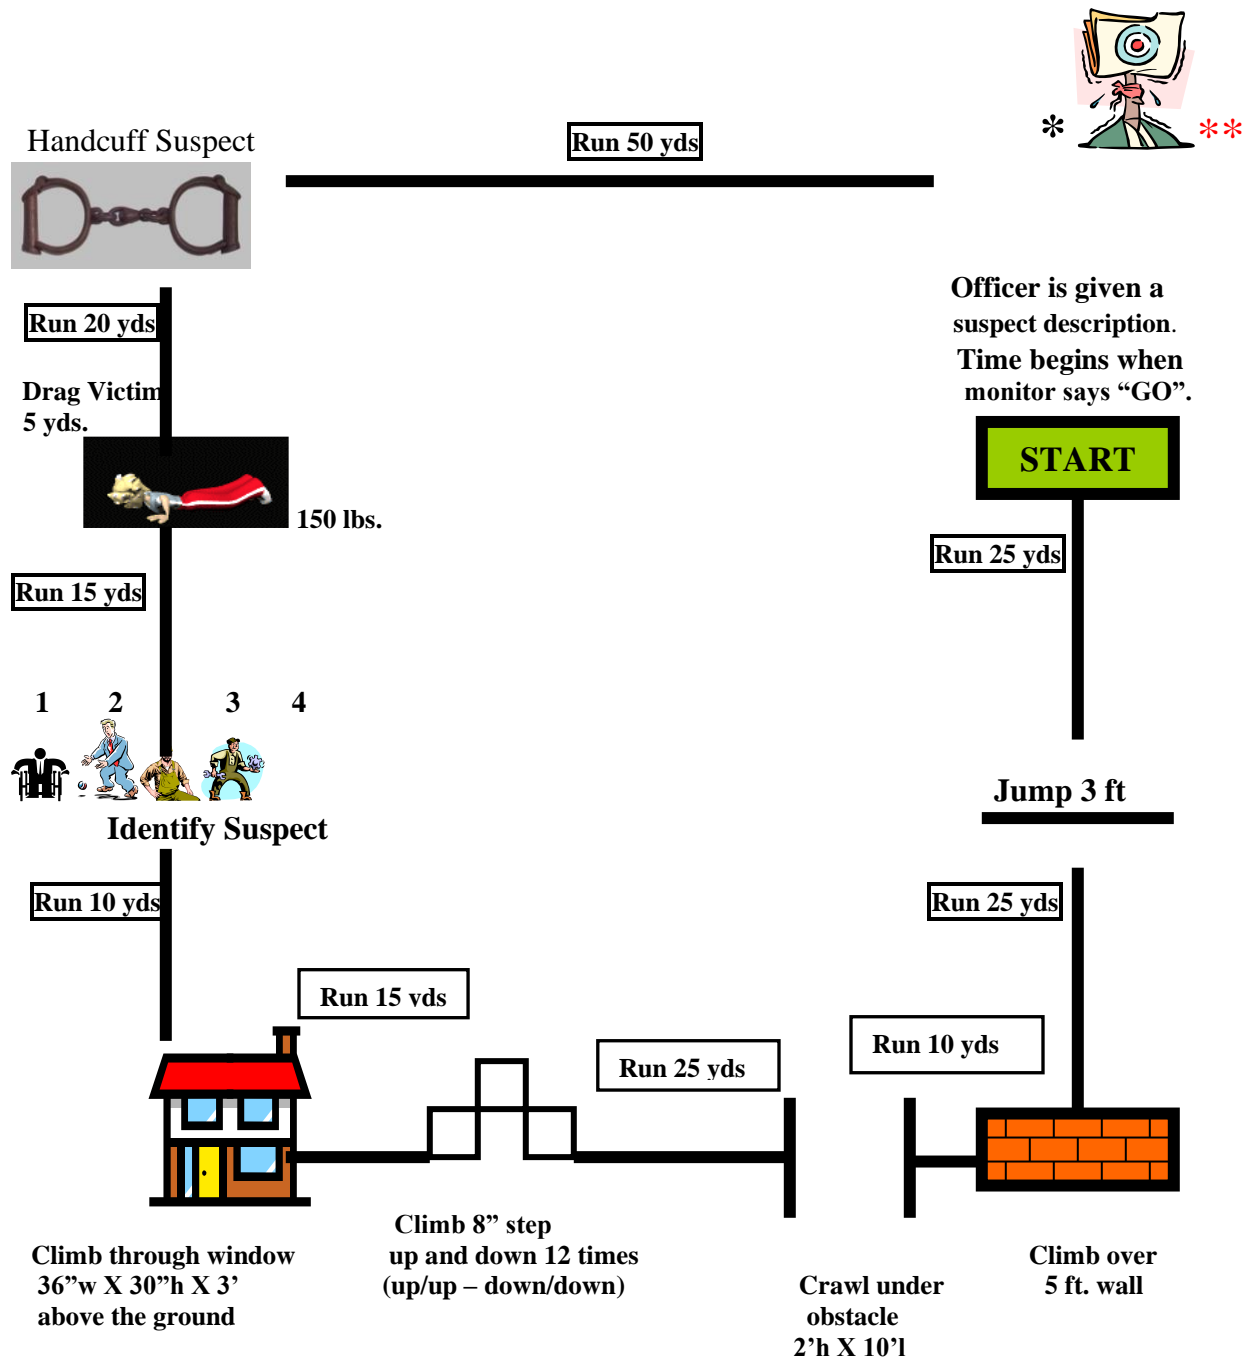 * **
Handcuff Suspect
Run 50 yds
Run 20 yds
Drag Victim
5 yds.
150 lbs.
Run 15 yds
Officer is given a
suspect description.
Time begins when
monitor says “GO”.
START
Run 25 yds
1 2 3 4
Identify Suspect
Jump 3 ft
Run 10 yds
Run 25 yds
Run 15 yds
Run 25 yds
Run 10 yds
Climb through window
36”w X 30”h X 3’
above the ground
Climb 8” step
up and down 12 times
(up/up – down/down)
Crawl under
obstacle
2’h X 10’l
Climb over
5 ft. wall